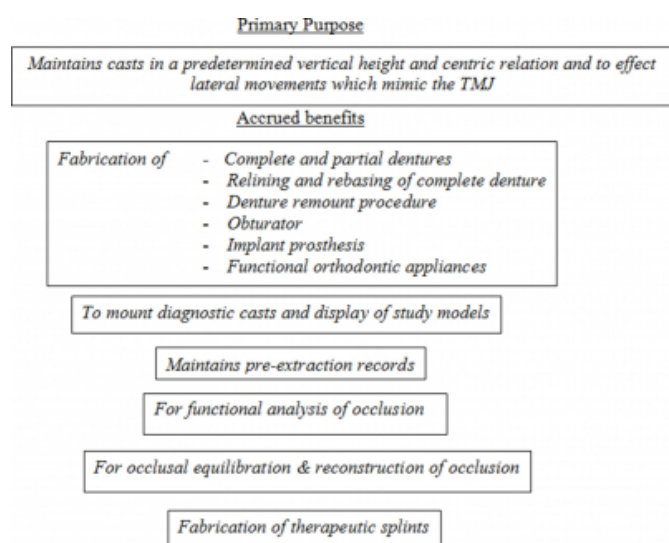 Primary Purpose
Maintains casts in a predetermined vertical height and centric relation and to effect
lateral movements which mimic the TMJ
Accrued benefits
Fabrication of - Complete and partial dentures
- Relining and rebasing of complete denture
- Denture remount procedure
- Obturator
- Implant prosthesis
- Functional orthodontic appliances
To mount diagnostic casts and display of study models
Maintains pre-extraction records
For functional analysis of occlusion
For occlusal equilibration & reconstruction of occlusion
Fabrication of therapeutic splints